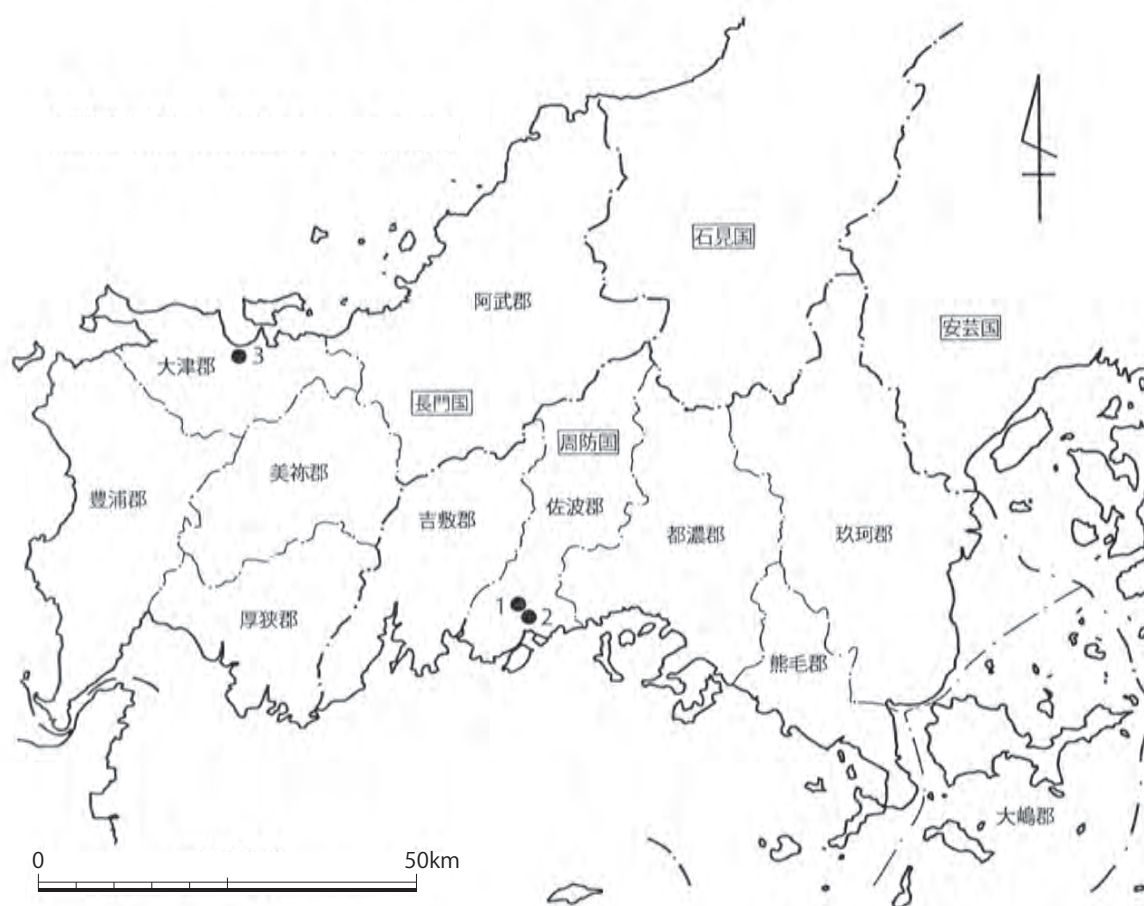 石見国
阿武郡
安芸国
大津郡
3
長門国
周防国
美祢郡
豊浦郡
吉敷郡
佐波郡
都濃郡
玖珂郡
1
2
厚狭郡
熊毛郡
大嶋郡
0
50km